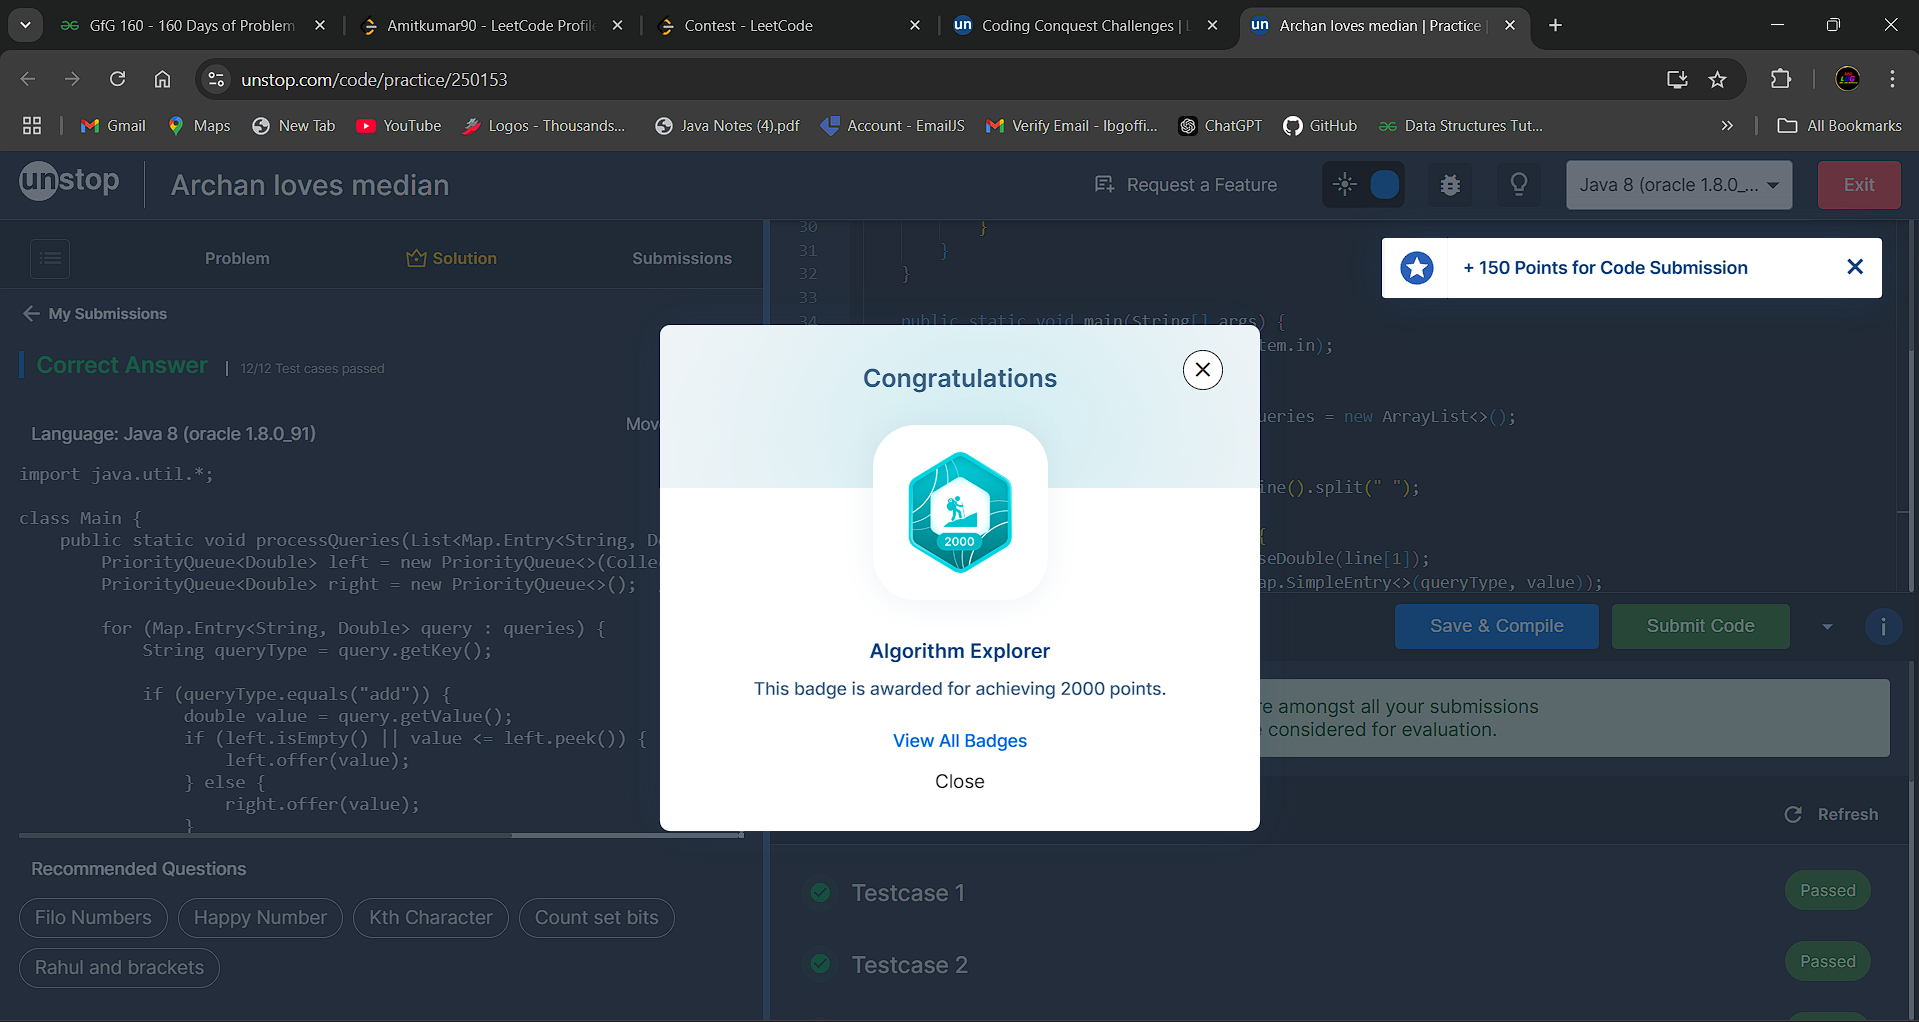 GfG 160 - 160 Days of Problem
Amitkumar90 - LeetCode Profile
Contest - LeetCode
un Coding Conquest Challenges |
un Archan loves median | Practice |
unstop.com/code/practice/250153
Gmail
Maps
New Tab
YouTube
Logos - Thousands...
Java Notes (4).pdf
Account - EmailJS
Verify Email - lbgoffi...
ChatGPT
GitHub
Data Structures Tut...
All Bookmarks
unstop
Archan loves median
Request a Feature
Java 8 (oracle 1.8.0_...
Exit
Problem
Solution
Submissions
My Submissions
Correct Answer | 12/12 Test cases passed
Language: Java 8 (oracle 1.8.0_91)
Mov
import java.util.*;
class Main {
public static void processQueries(List<Map.Entry<String, D
PriorityQueue<Double> left = new PriorityQueue<>(Colle
PriorityQueue<Double> right = new PriorityQueue<>();
for (Map.Entry<String, Double> query : queries) {
String queryType = query.getKey();
if (queryType.equals("add")) {
double value = query.getValue();
if (left.isEmpty() || value <= left.peek()) {
left.offer(value);
} else {
right.offer(value);
}
Recommended Questions
Filo Numbers
Happy Number
Kth Character
Count set bits
Rahul and brackets
30 }
31 }
32 }
33
34 public static void main(String[] args) {
tem.in);
ueries = new ArrayList<>();
ine().split(" ");
{
seDouble(line[1]);
ap.SimpleEntry<>(queryType, value));
+ 150 Points for Code Submission
Congratulations
2000
Algorithm Explorer
This badge is awarded for achieving 2000 points.
View All Badges
Close
Save & Compile
Submit Code
i
re amongst all your submissions
considered for evaluation.
Refresh
Testcase 1
Passed
Testcase 2
Passed